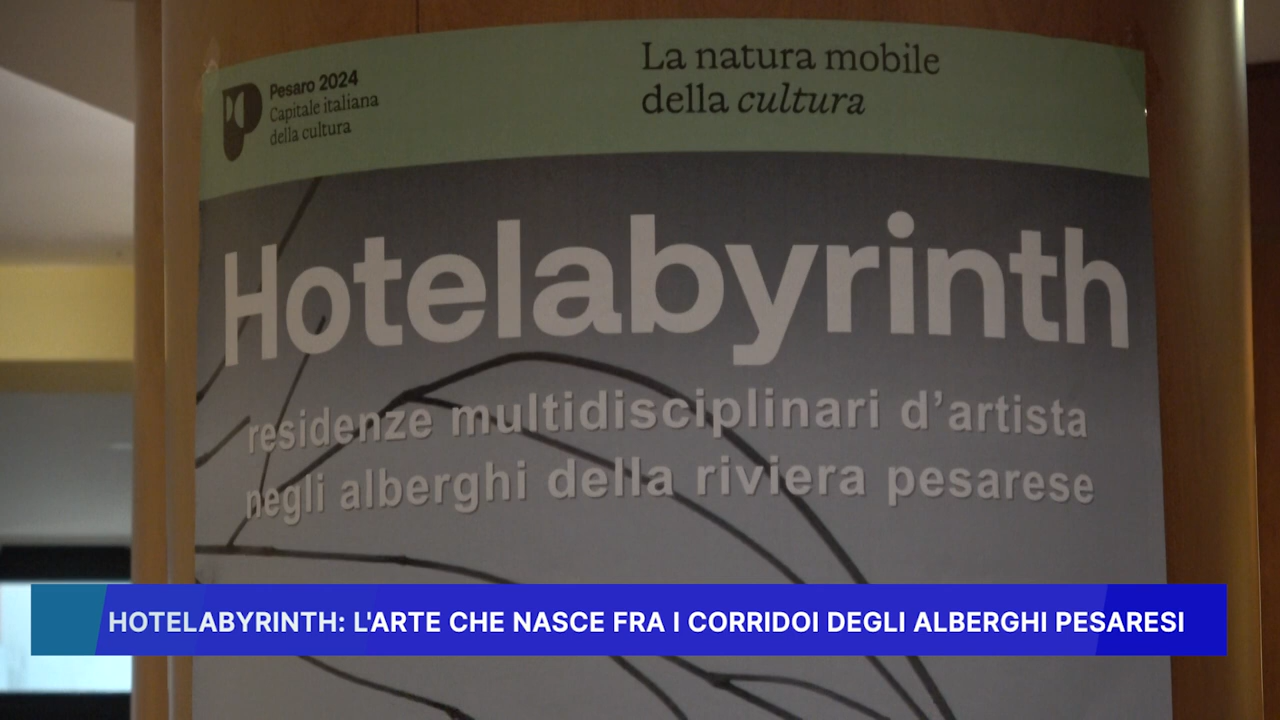 Pesaro 2024
Capitale italiana
della cultura
La natura mobile
della cultura
Hotelabyrinth
residenze multidisciplinari d’artista
negli alberghi della riviera pesarese
HOTELABYRINTH: L'ARTE CHE NASCE FRA I CORRIDOI DEGLI ALBERGHI PESARESI